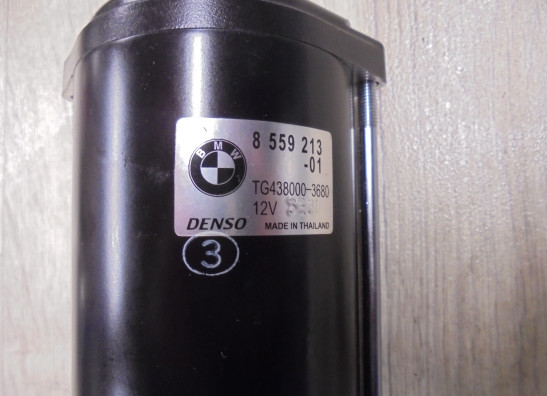 BMW
8 559 213
-01
TG438000-3680
12V
DENSO
MADE IN THAILAND
3